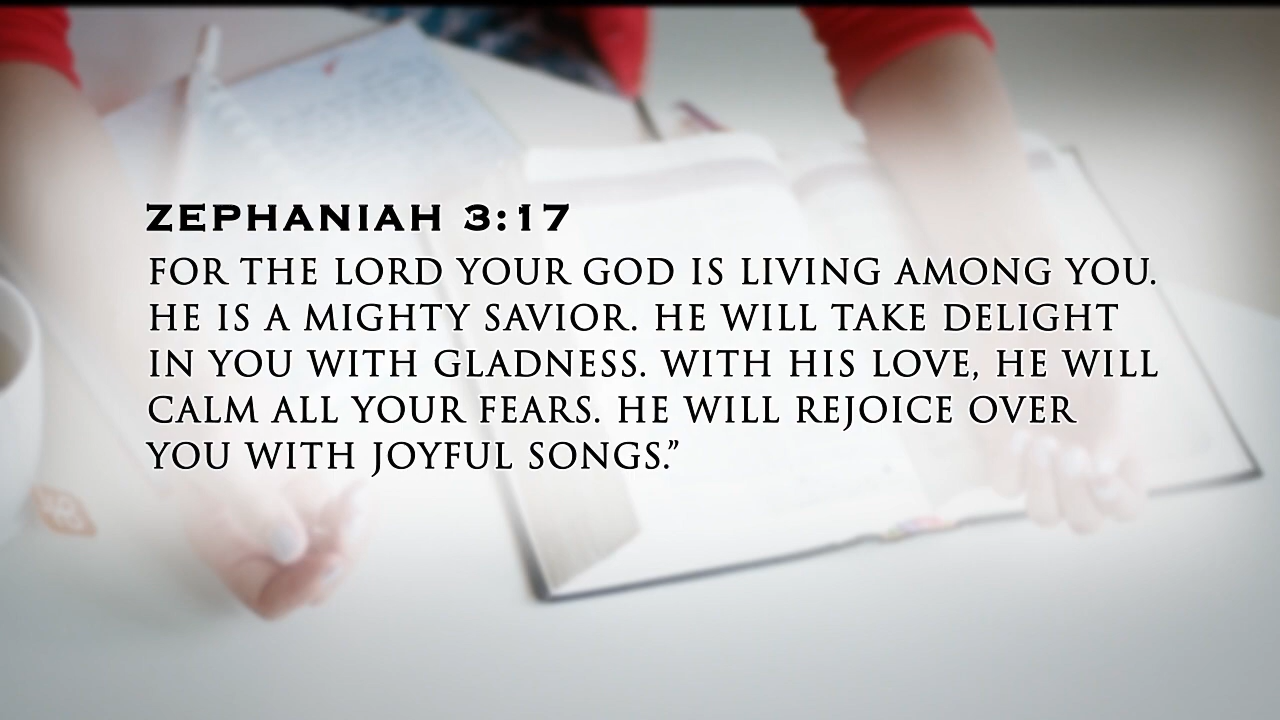 ZEPHANIAH 3:17
FOR THE LORD YOUR GOD IS LIVING AMONG YOU.
HE IS A MIGHTY SAVIOR. HE WILL TAKE DELIGHT
IN YOU WITH GLADNESS. WITH HIS LOVE, HE WILL
CALM ALL YOUR FEARS. HE WILL REJOICE OVER
YOU WITH JOYFUL SONGS.”